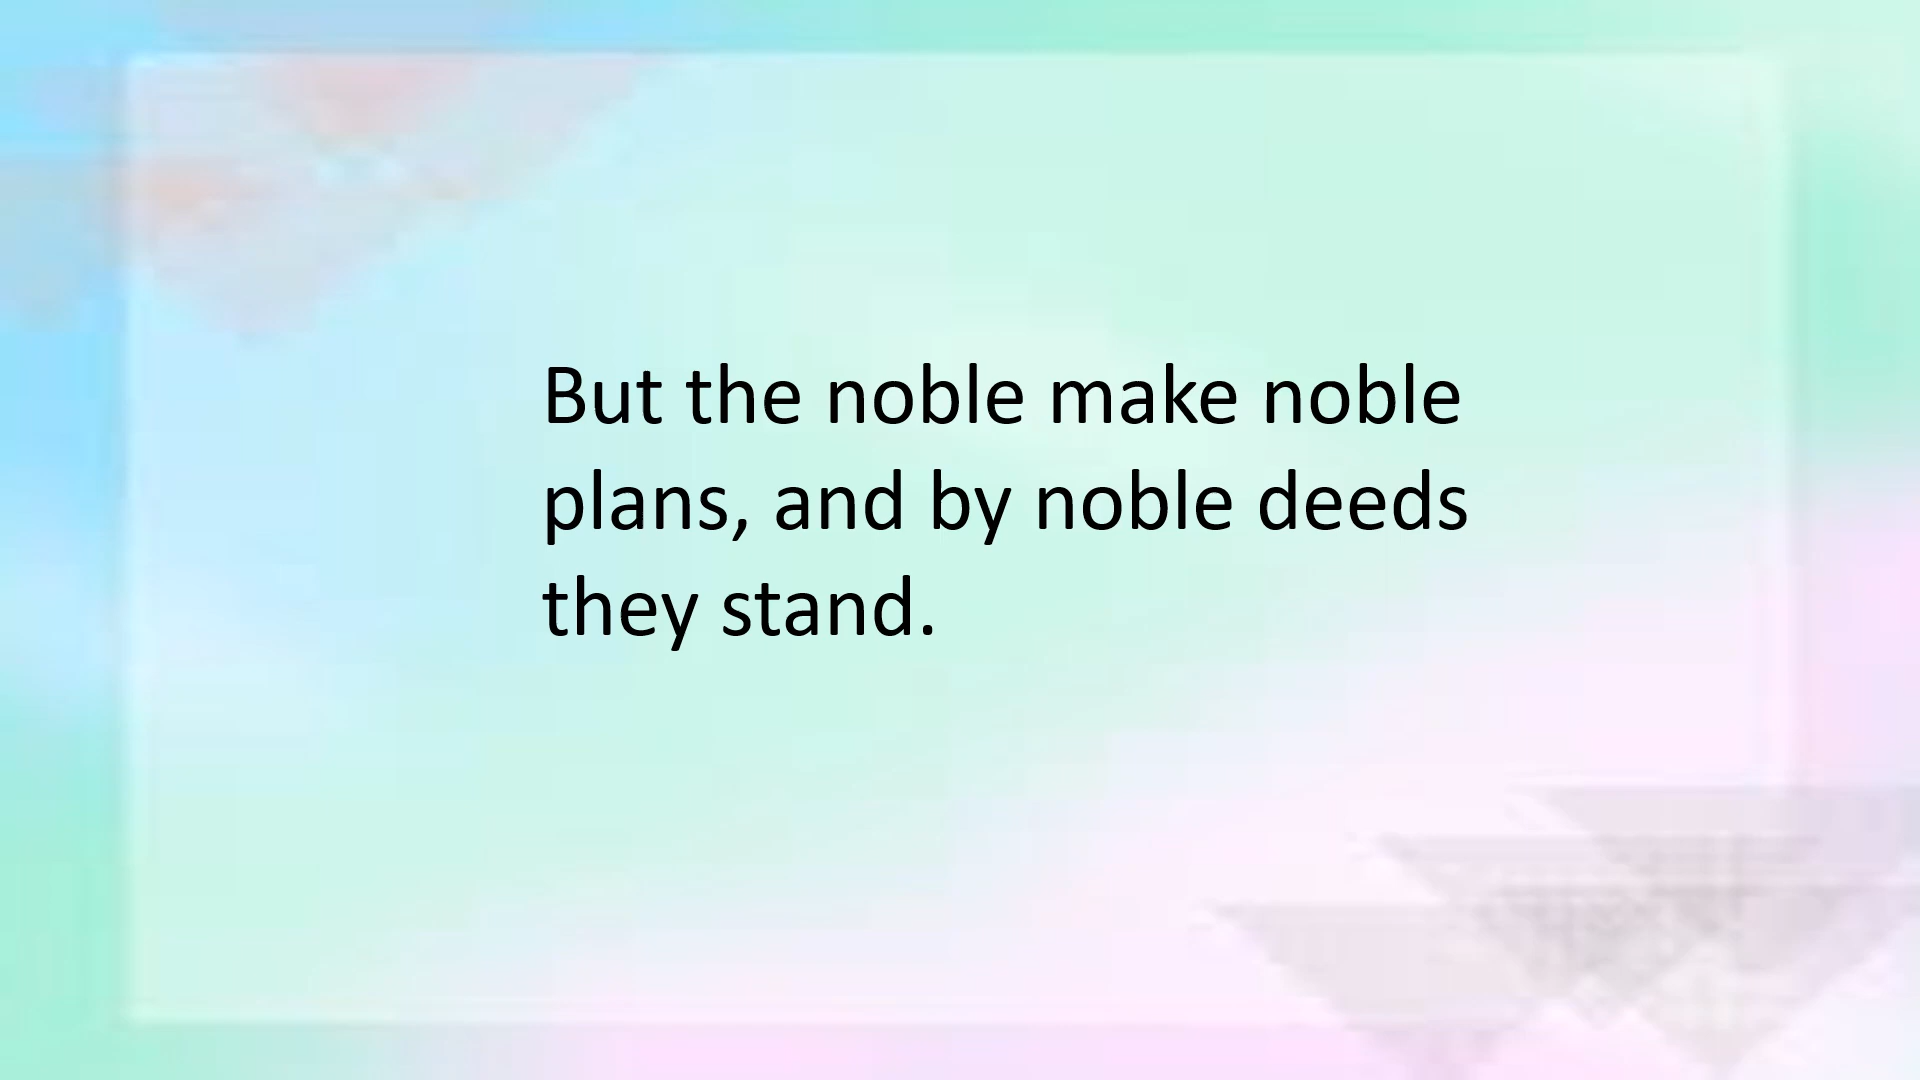 But the noble make noble
plans, and by noble deeds
they stand.